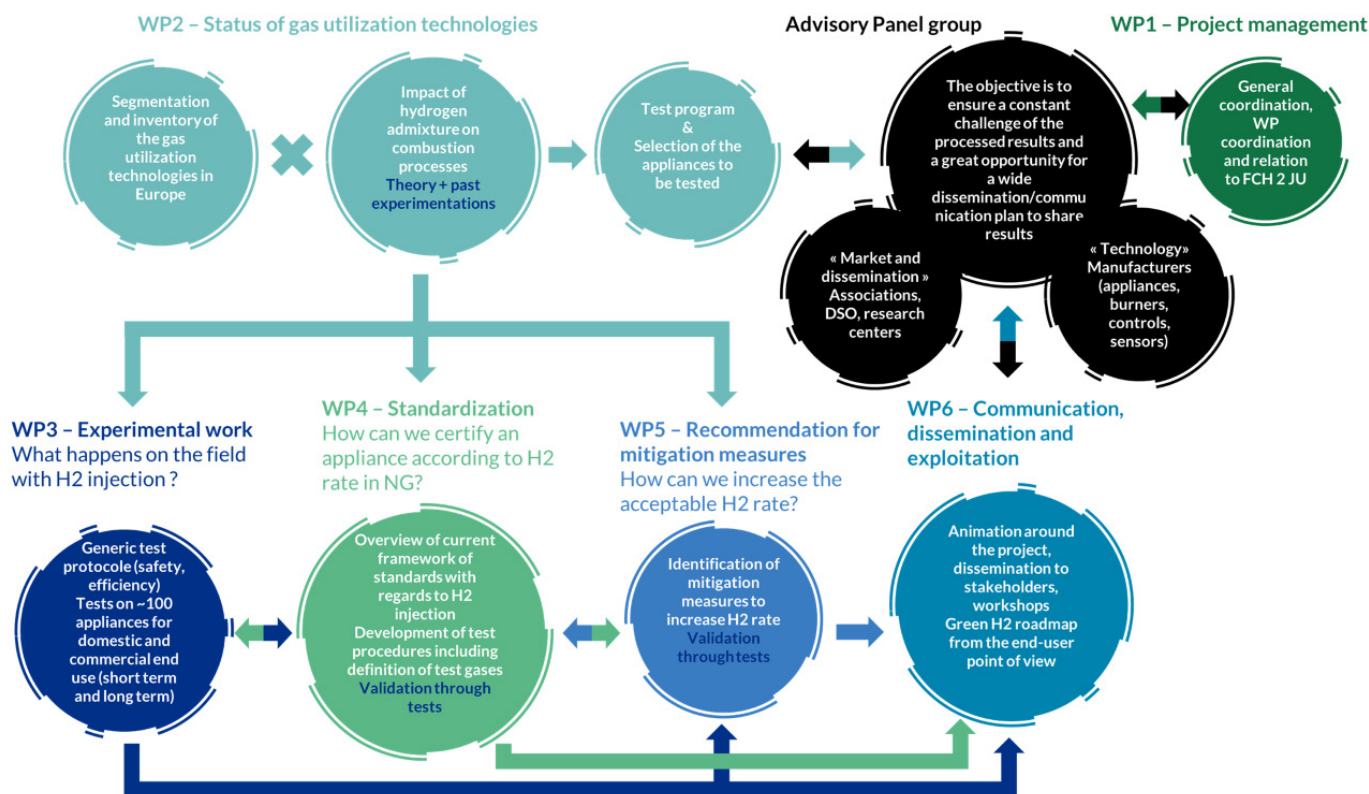 WP2 – Status of gas utilization technologies
Segmentation
and inventory of
the gas
utilization
technologies in
Europe
Impact of
hydrogen
admixture on
combustion
processes
Theory + past
experimentations
Test program
&
Selection of the
appliances to
be tested
Advisory Panel group
The objective is to
ensure a constant
challenge of the
processed results and
a great opportunity for
a wide
dissemination/commu
nication plan to share
results
« Market and
dissemination »
Associations,
DSO, research
centers
« Technology»
Manufacturers
(appliances,
burners,
controls,
sensors)
WP1 – Project management
General
coordination,
WP
coordination
and relation
to FCH 2 JU
WP3 – Experimental work
What happens on the field
with H2 injection ?
Generic test
protocole (safety,
efficiency)
Tests on ~100
appliances for
domestic and
commercial end
use (short term
and long term)
WP4 – Standardization
How can we certify an
appliance according to H2
rate in NG?
Overview of current
framework of
standards with
regards to H2
injection
Development of test
procedures including
definition of test gases
Validation through
tests
WP5 – Recommendation for
mitigation measures
How can we increase the
acceptable H2 rate?
Identification of
mitigation
measures to
increase H2 rate
Validation
through tests
WP6 – Communication,
dissemination and
exploitation
Animation around
the project,
dissemination to
stakeholders,
workshops
Green H2 roadmap
from the end-user
point of view